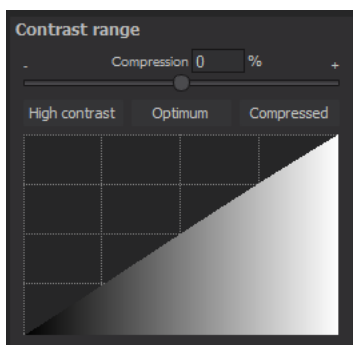 Contrast range
- Compression 0 % +
High contrast Optimum Compressed